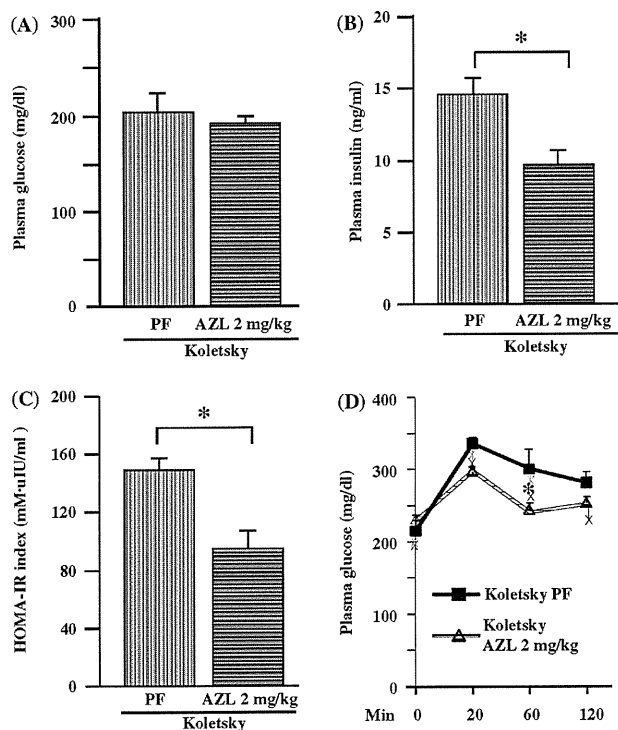 (A)
Plasma glucose (mg/dl)
300
200
100
0
PF AZL 2 mg/kg
Koletsky
(B)
*
Plasma insulin (ng/ml)
20
15
10
5
0
PF AZL 2 mg/kg
Koletsky
(C)
*
HOMA-IR index (mM·uIU/ml )
200
160
120
80
40
0
PF AZL 2 mg/kg
Koletsky
(D)
*
Plasma glucose (mg/dl)
400
300
200
100
0
Koletsky PF
Koletsky
AZL 2 mg/kg
Min 0 20 60 120